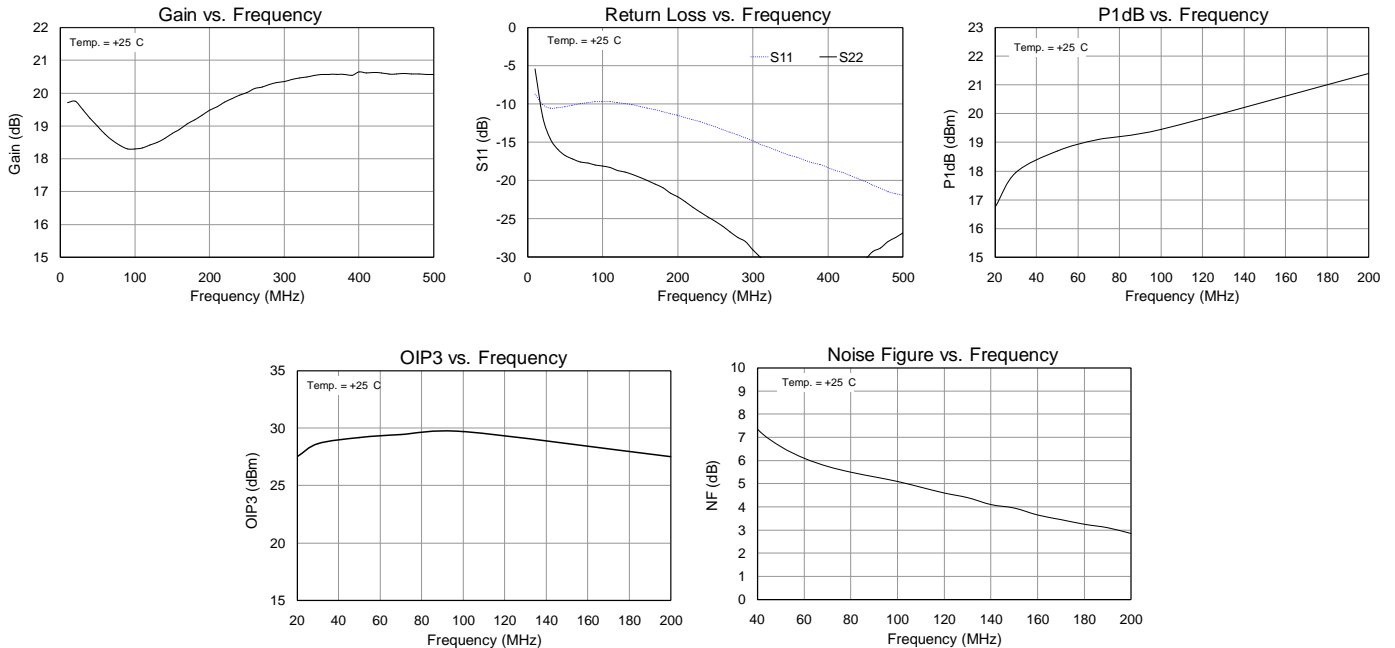 Gain vs. Frequency
Temp. = +25 C
22
21
20
19
18
17
16
15
Gain (dB)
0 100 200 300 400 500
Frequency (MHz)
Return Loss vs. Frequency
Temp. = +25 C
S11 S22
0
-5
-10
-15
-20
-25
-30
S11 (dB)
0 100 200 300 400 500
Frequency (MHz)
P1dB vs. Frequency
Temp. = +25 C
23
22
21
20
19
18
17
16
15
P1dB (dBm)
20 40 60 80 100 120 140 160 180 200
Frequency (MHz)
OIP3 vs. Frequency
Temp. = +25 C
35
30
25
20
15
OIP3 (dBm)
20 40 60 80 100 120 140 160 180 200
Frequency (MHz)
Noise Figure vs. Frequency
Temp. = +25 C
10
9
8
7
6
5
4
3
2
1
0
NF (dB)
40 60 80 100 120 140 160 180 200
Frequency (MHz)